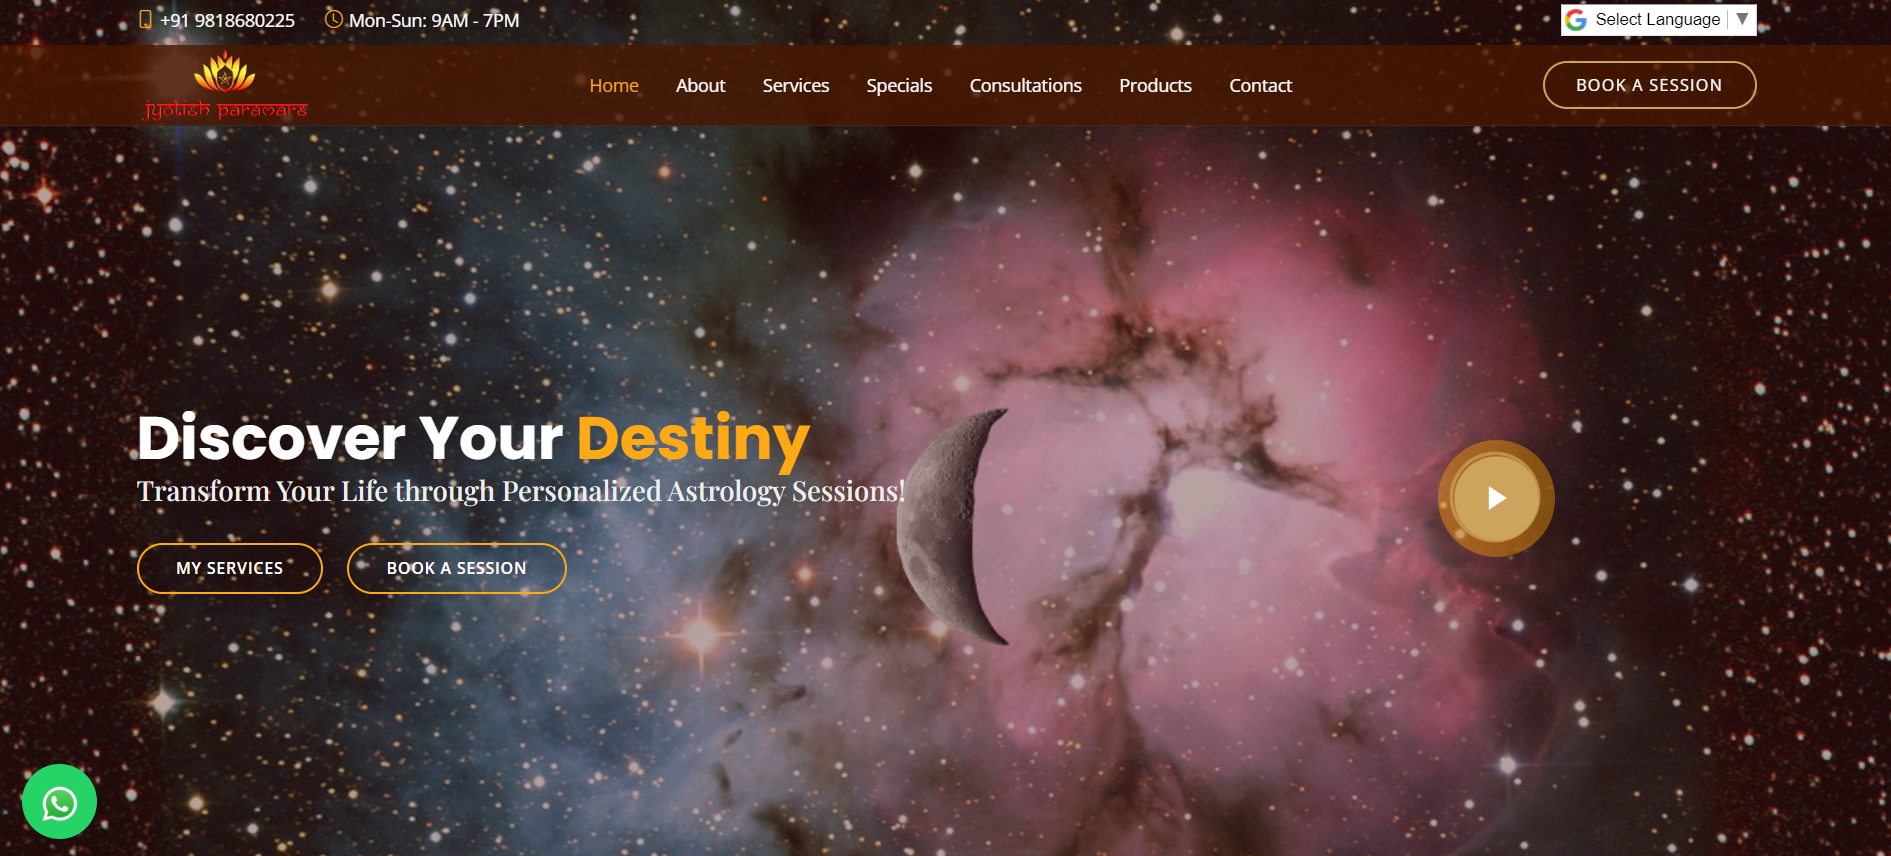 +91 9818680225 Mon-Sun: 9AM - 7PM Select Language ▼
jyotish paramars
Home About Services Specials Consultations Products Contact BOOK A SESSION
Discover Your Destiny
Transform Your Life through Personalized Astrology Sessions!
MY SERVICES BOOK A SESSION